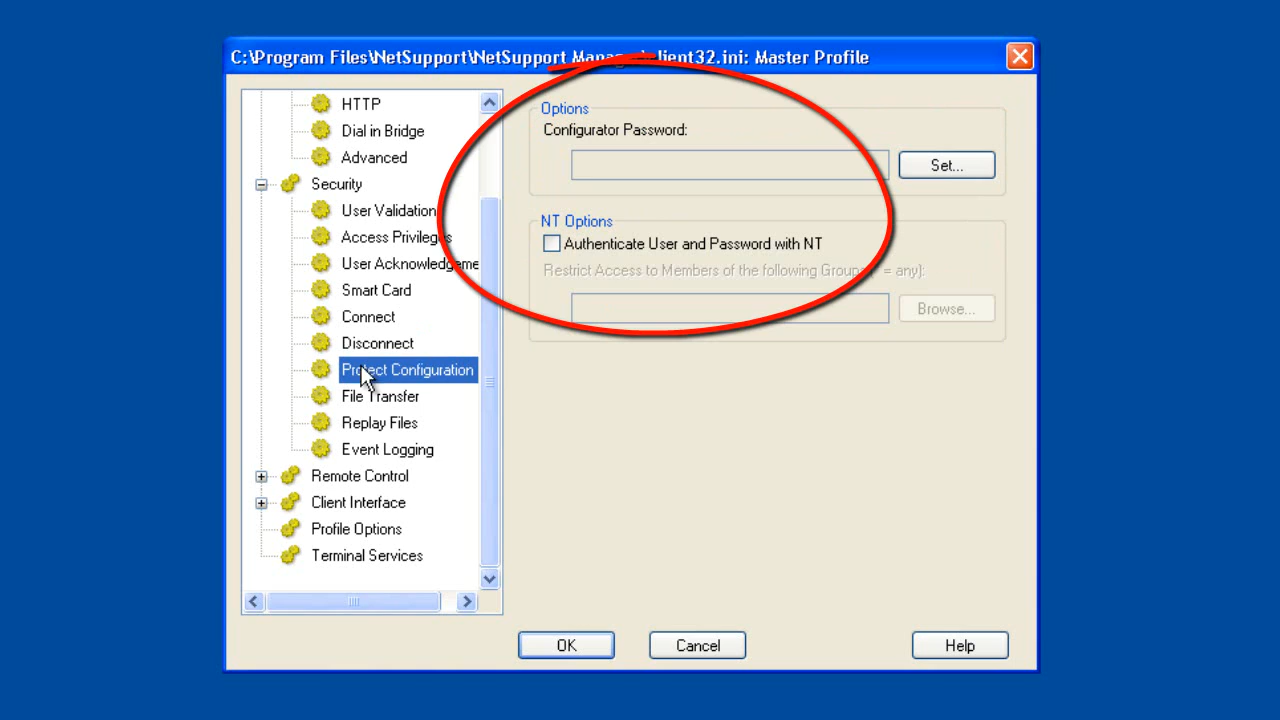 C:\Program Files\NetSupport\NetSupport client32.ini: Master Profile
HTTP
Dial in Bridge
Advanced
Security
User Validation
Access Privileges
User Acknowledgeme
Smart Card
Connect
Disconnect
Protect Configuration
File Transfer
Replay Files
Event Logging
Remote Control
Client Interface
Profile Options
Terminal Services
Options
Configurator Password:
Set...
NT Options
Authenticate User and Password with NT
Restrict Access to Members of the following Group = any):
Browse...
OK
Cancel
Help